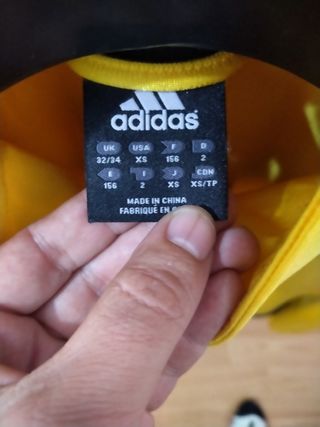 adidas
UK USA F D
32/34 XS 156 2
E I J CDN
156 2 XS XS/TP
MADE IN CHINA
FABRIQUÉ EN